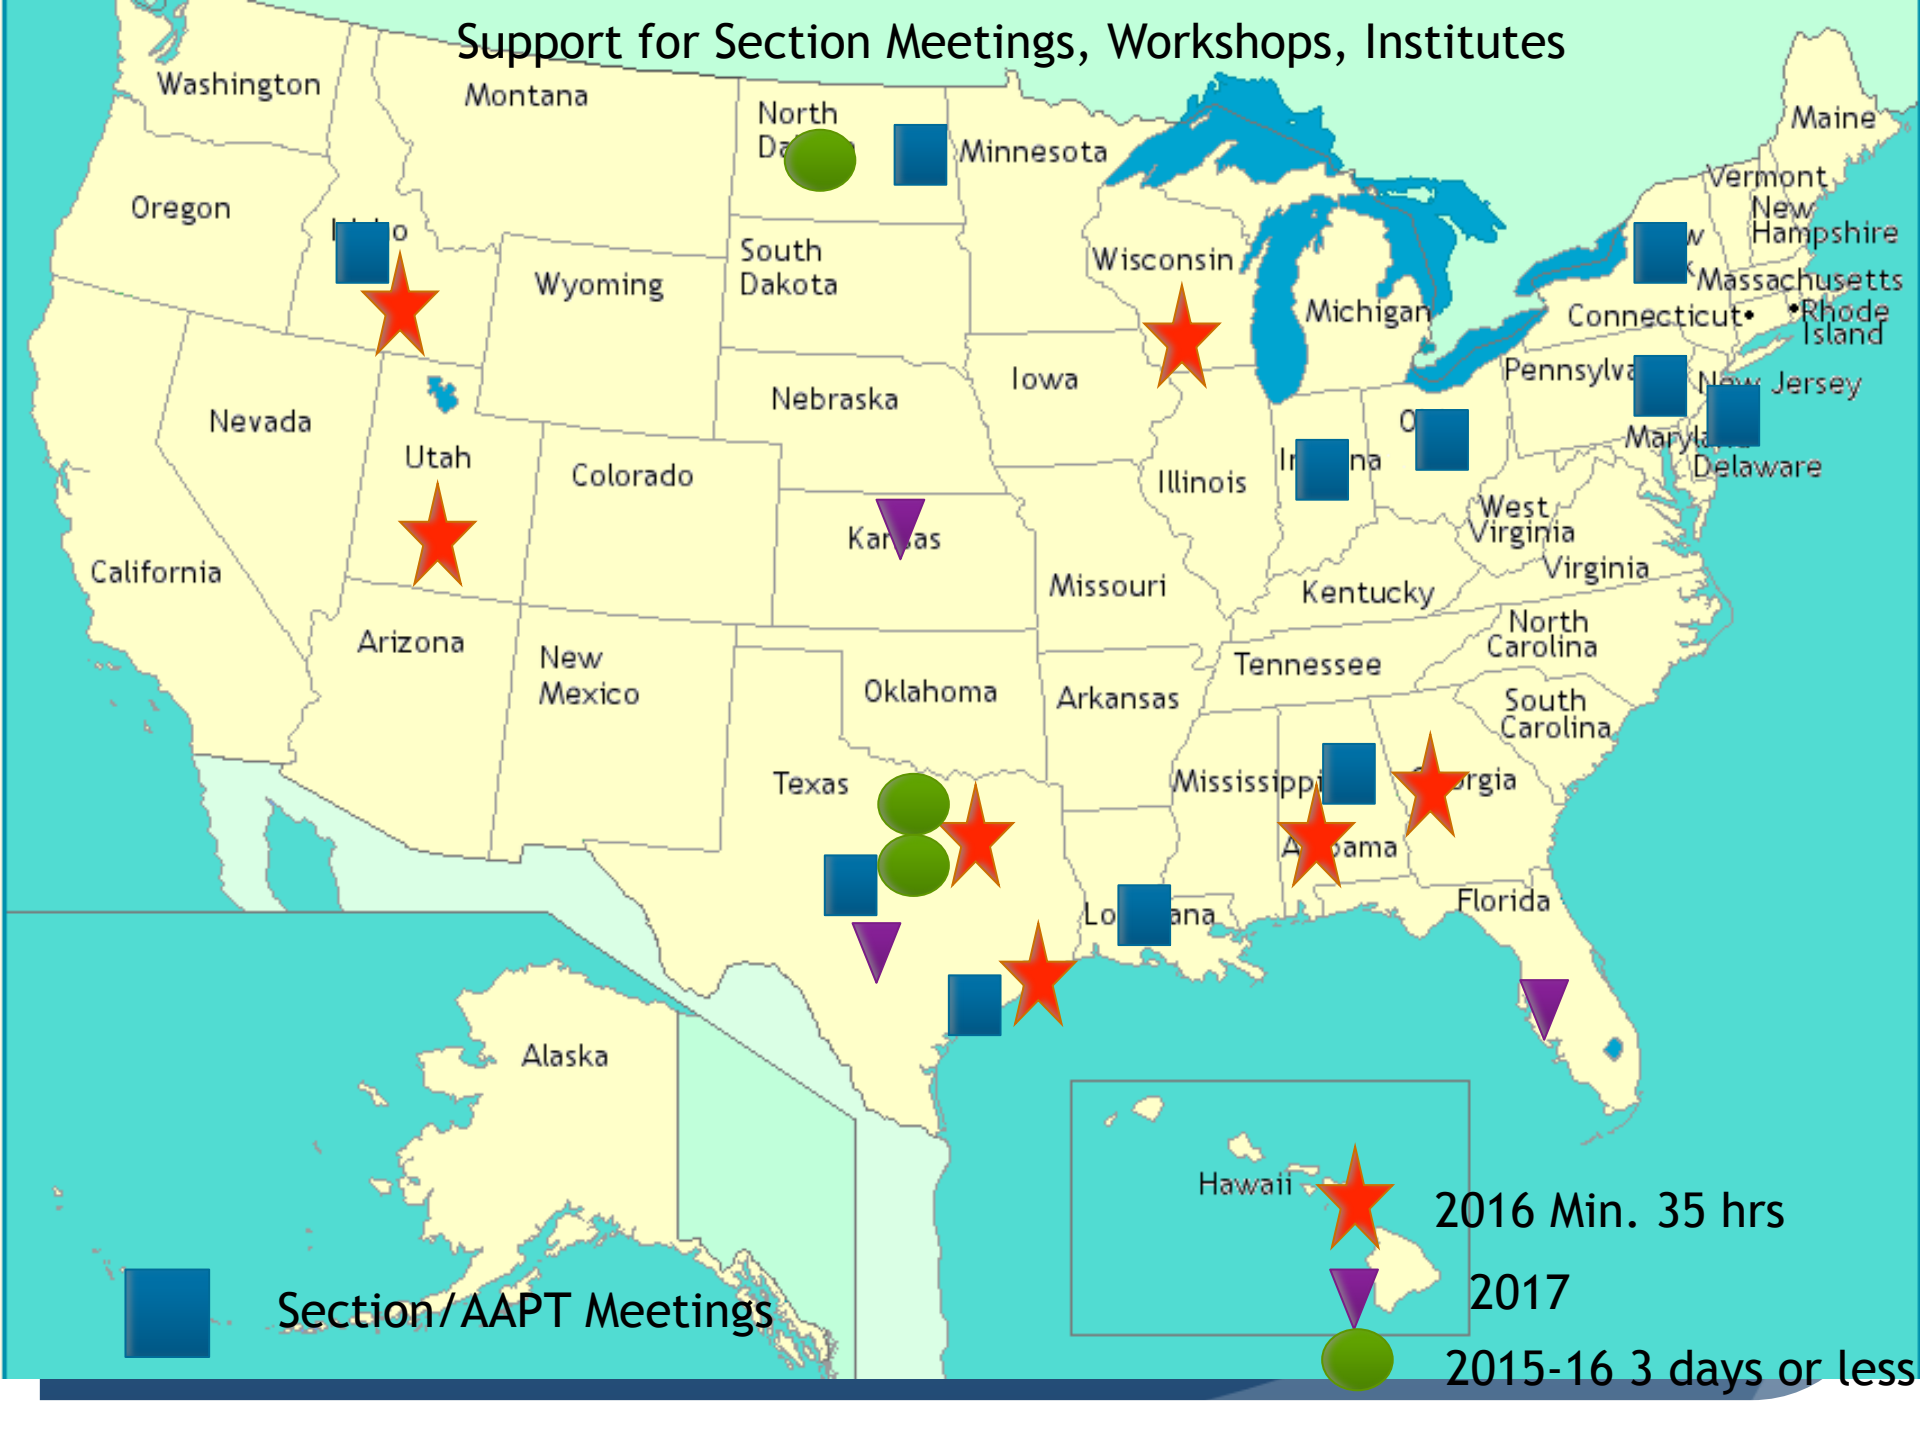 Support for Section Meetings, Workshops, Institutes
Washington
Montana
North
Minnesota
Maine
Oregon
Vermont
New
Hampshire
South
Dakota
Wyoming
Wisconsin
Michigan
Massachusetts
Connecticut
Rhode
Island
Nevada
Utah
Colorado
Nebraska
Iowa
Illinois
New Jersey
Delaware
West
Virginia
Virginia
California
Kansas
Missouri
Kentucky
North
Carolina
Arizona
New
Mexico
Oklahoma
Arkansas
Tennessee
South
Carolina
Texas
Mississippi
Florida
Alaska
Hawaii
2016 Min. 35 hrs
2017
Section/AAPT Meetings
2015-16 3 days or less